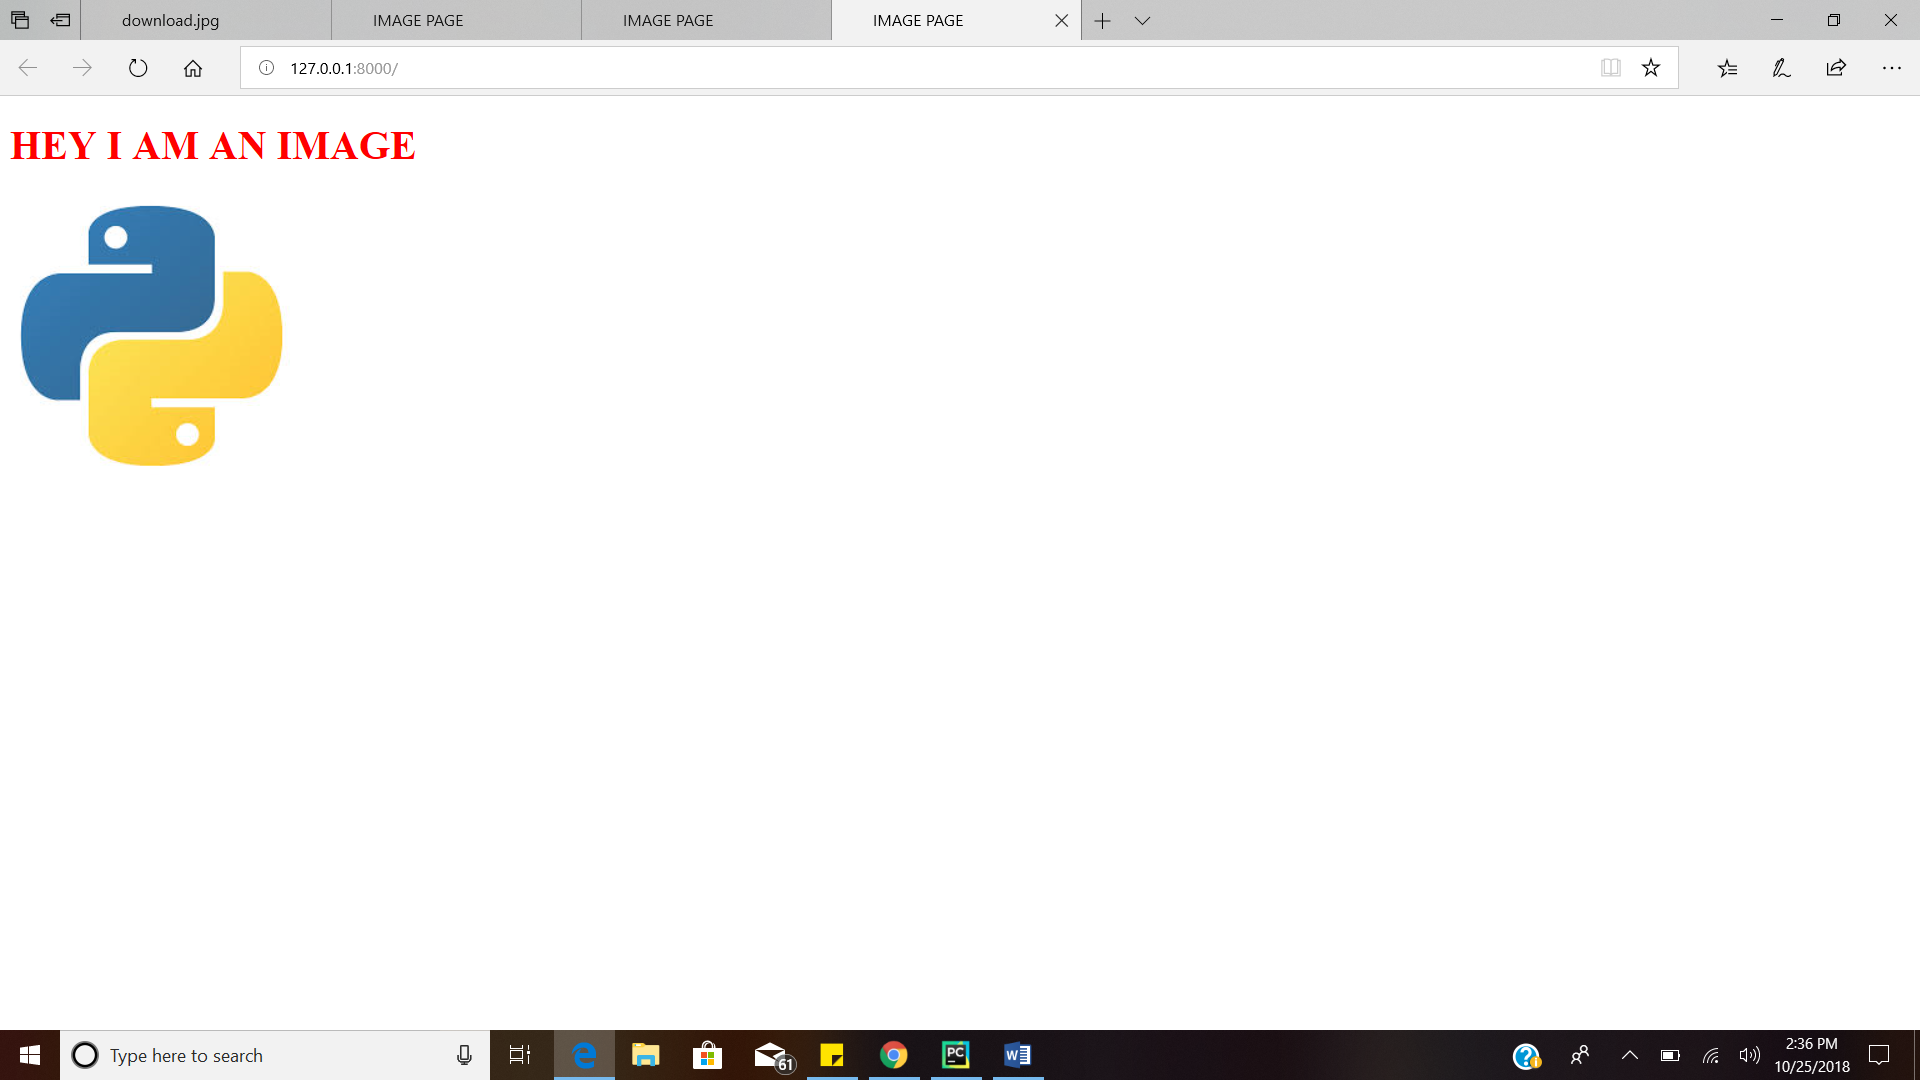 download.jpg
IMAGE PAGE
IMAGE PAGE
IMAGE PAGE
127.0.0.1:8000/
HEY I AM AN IMAGE
Type here to search
61
PC
W
2:36 PM
10/25/2018